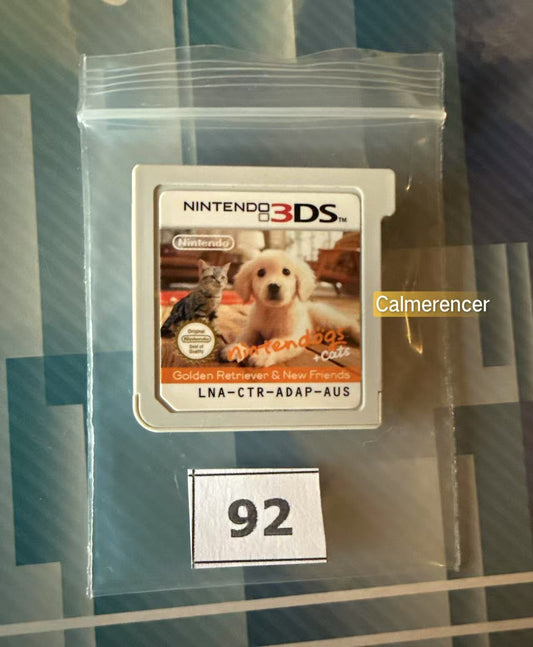 NINTENDO 3DS™
Nintendo
Calmerencer
Original
Nintendo
Seal of
Quality
nintendogs
+cats
Golden Retriever & New Friends
LNA-CTR-ADAP-AUS
92